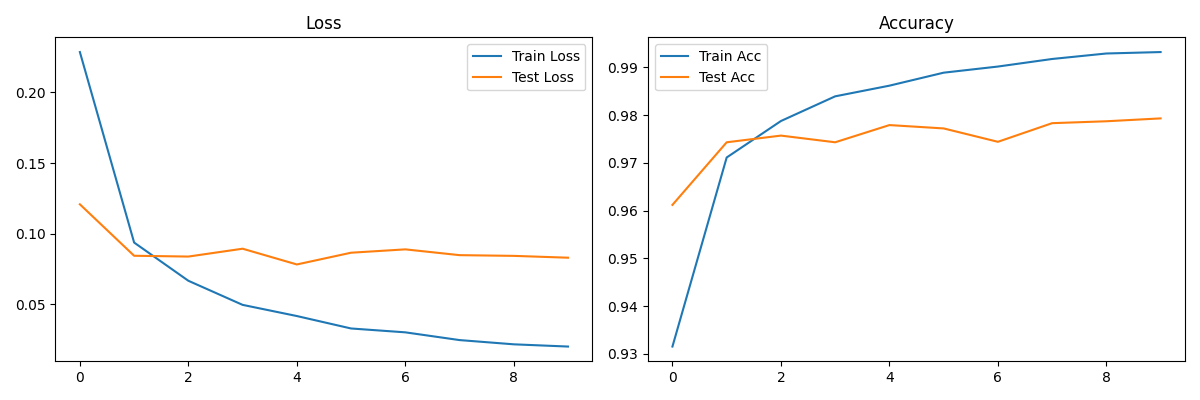 Loss
Train Loss
Test Loss
0.20
0.15
0.10
0.05
0 2 4 6 8
Accuracy
Train Acc
Test Acc
0.99
0.98
0.97
0.96
0.95
0.94
0.93
0 2 4 6 8